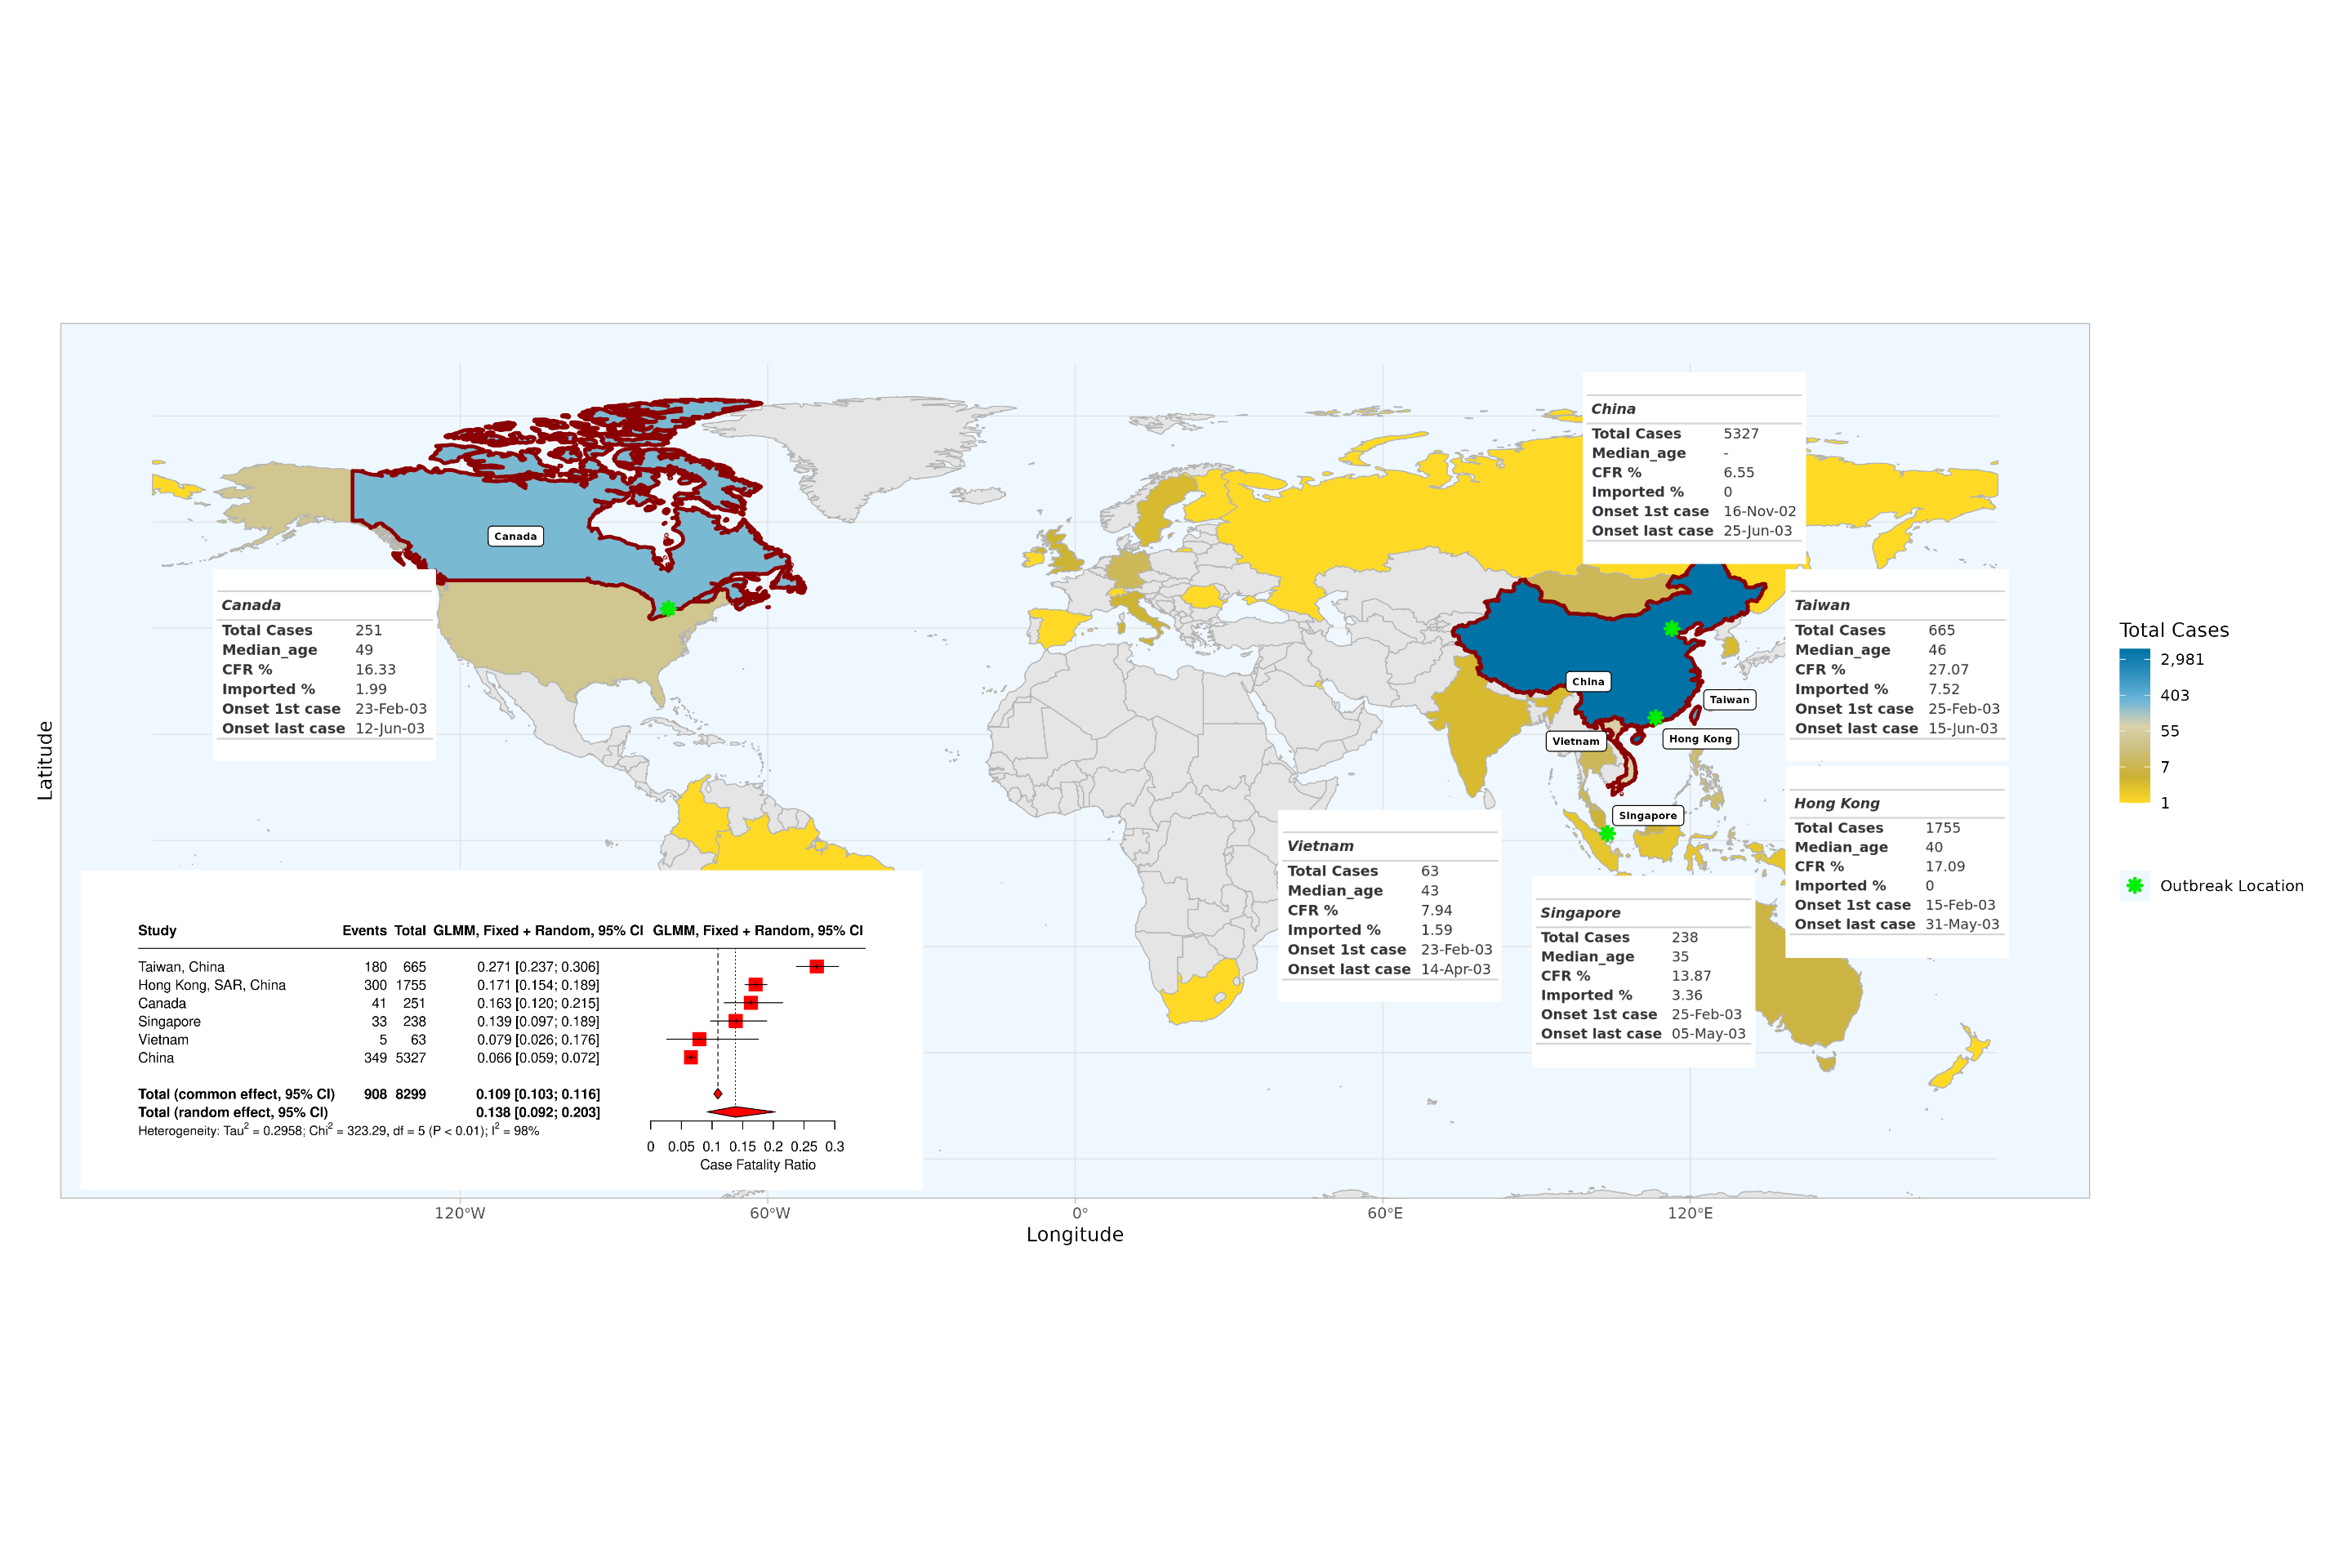 China
Total Cases 5327
Median_age -
CFR % 6.55
Imported % 0
Onset 1st case 16-Nov-02
Onset last case 25-Jun-03
Canada
Canada
Total Cases 251
Median_age 49
CFR % 16.33
Imported % 1.99
Onset 1st case 23-Feb-03
Onset last case 12-Jun-03
Taiwan
Total Cases 665
Median_age 46
CFR % 27.07
Imported % 7.52
Onset 1st case 25-Feb-03
Onset last case 15-Jun-03
China
Taiwan
Vietnam
Hong Kong
Singapore
Hong Kong
Total Cases 1755
Median_age 40
CFR % 17.09
Imported % 0
Onset 1st case 15-Feb-03
Onset last case 31-May-03
Vietnam
Total Cases 63
Median_age 43
CFR % 7.94
Imported % 1.59
Onset 1st case 23-Feb-03
Onset last case 14-Apr-03
Singapore
Total Cases 238
Median_age 35
CFR % 13.87
Imported % 3.36
Onset 1st case 25-Feb-03
Onset last case 05-May-03
Study Events Total GLMM, Fixed + Random, 95% CI GLMM, Fixed + Random, 95% CI
Taiwan, China 180 665 0.271 [0.237; 0.306]
Hong Kong, SAR, China 300 1755 0.171 [0.154; 0.189]
Canada 41 251 0.163 [0.120; 0.215]
Singapore 33 238 0.139 [0.097; 0.189]
Vietnam 5 63 0.079 [0.026; 0.176]
China 349 5327 0.066 [0.059; 0.072]
Total (common effect, 95% CI) 908 8299 0.109 [0.103; 0.116]
Total (random effect, 95% CI) 0.138 [0.092; 0.203]
Heterogeneity: Tau² = 0.2958; Chi² = 323.29, df = 5 (P < 0.01); I² = 98%
0 0.05 0.1 0.15 0.2 0.25 0.3
Case Fatality Ratio
120°W 60°W 0° 60°E 120°E
Longitude
Latitude
Total Cases
2,981
403
55
7
1
Outbreak Location